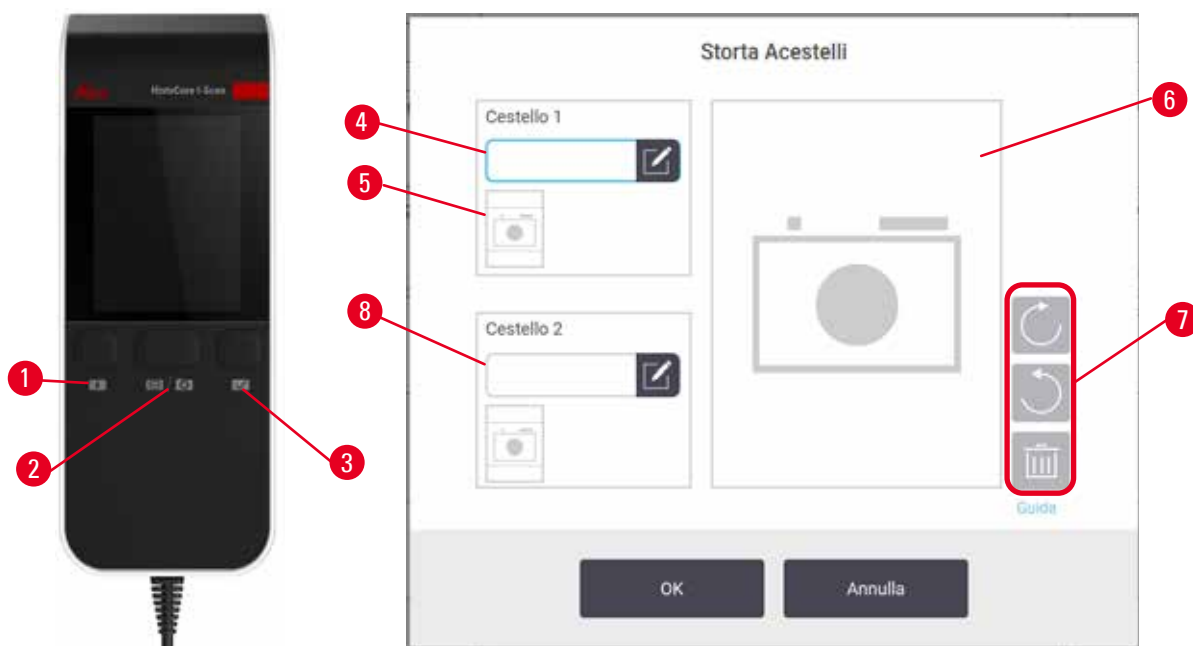 HistoCore I-Scan
1
2
3
Storta Acestelli
Cestello 1
4
5
6
Cestello 2
8
7
Guida
OK
Annulla